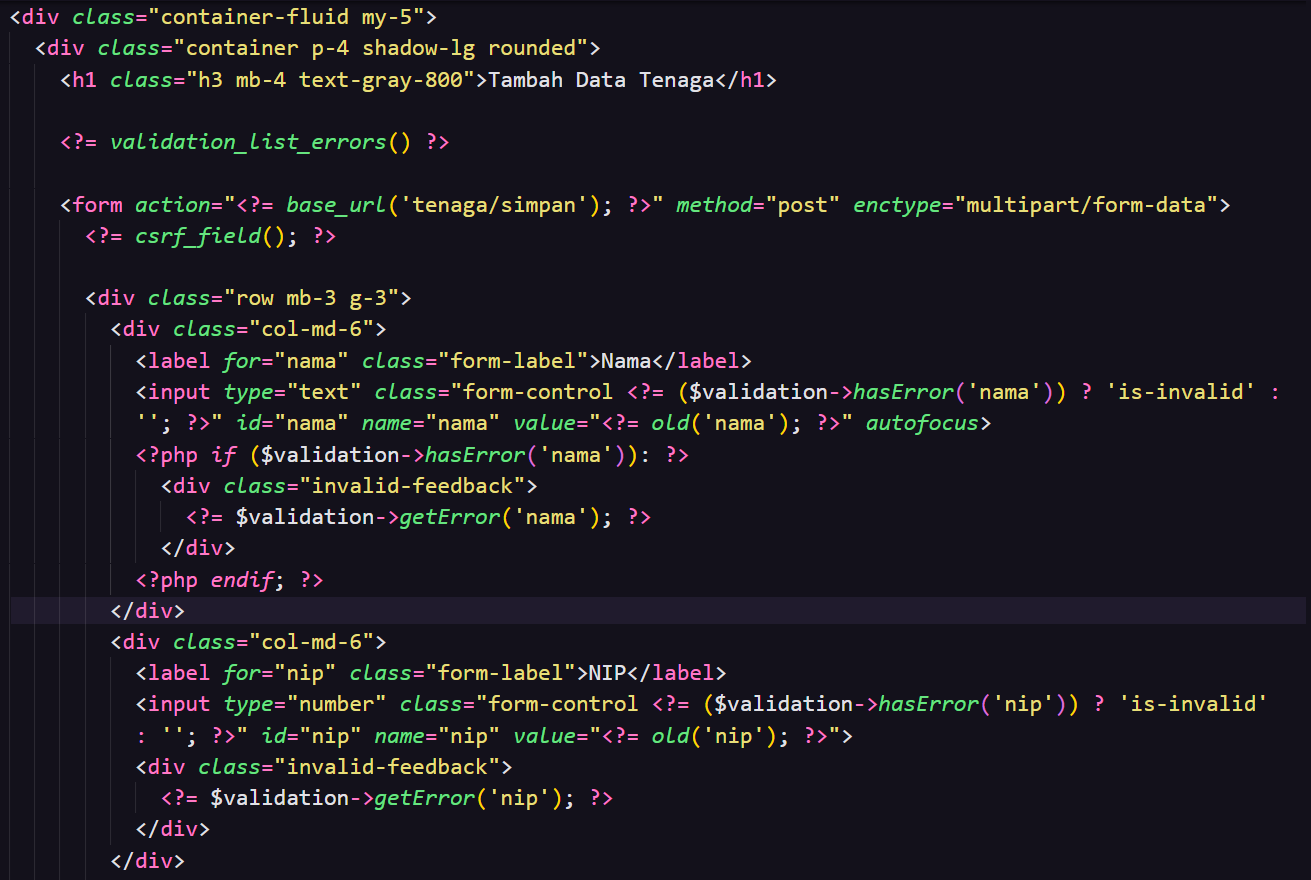 <div class="container-fluid my-5">
<div class="container p-4 shadow-lg rounded">
<h1 class="h3 mb-4 text-gray-800">Tambah Data Tenaga</h1>
<?= validation_list_errors() ?>
<form action="<?= base_url('tenaga/simpan'); ?>" method="post" enctype="multipart/form-data">
<?= csrf_field(); ?>
<div class="row mb-3 g-3">
<div class="col-md-6">
<label for="nama" class="form-label">Nama</label>
<input type="text" class="form-control <?= ($validation->hasError('nama')) ? 'is-invalid' :
''; ?>" id="nama" name="nama" value="<?= old('nama'); ?>" autofocus>
<?php if ($validation->hasError('nama')): ?>
<div class="invalid-feedback">
<?= $validation->getError('nama'); ?>
</div>
<?php endif; ?>
</div>
<div class="col-md-6">
<label for="nip" class="form-label">NIP</label>
<input type="number" class="form-control <?= ($validation->hasError('nip')) ? 'is-invalid'
: ''; ?>" id="nip" name="nip" value="<?= old('nip'); ?>">
<div class="invalid-feedback">
<?= $validation->getError('nip'); ?>
</div>
</div>